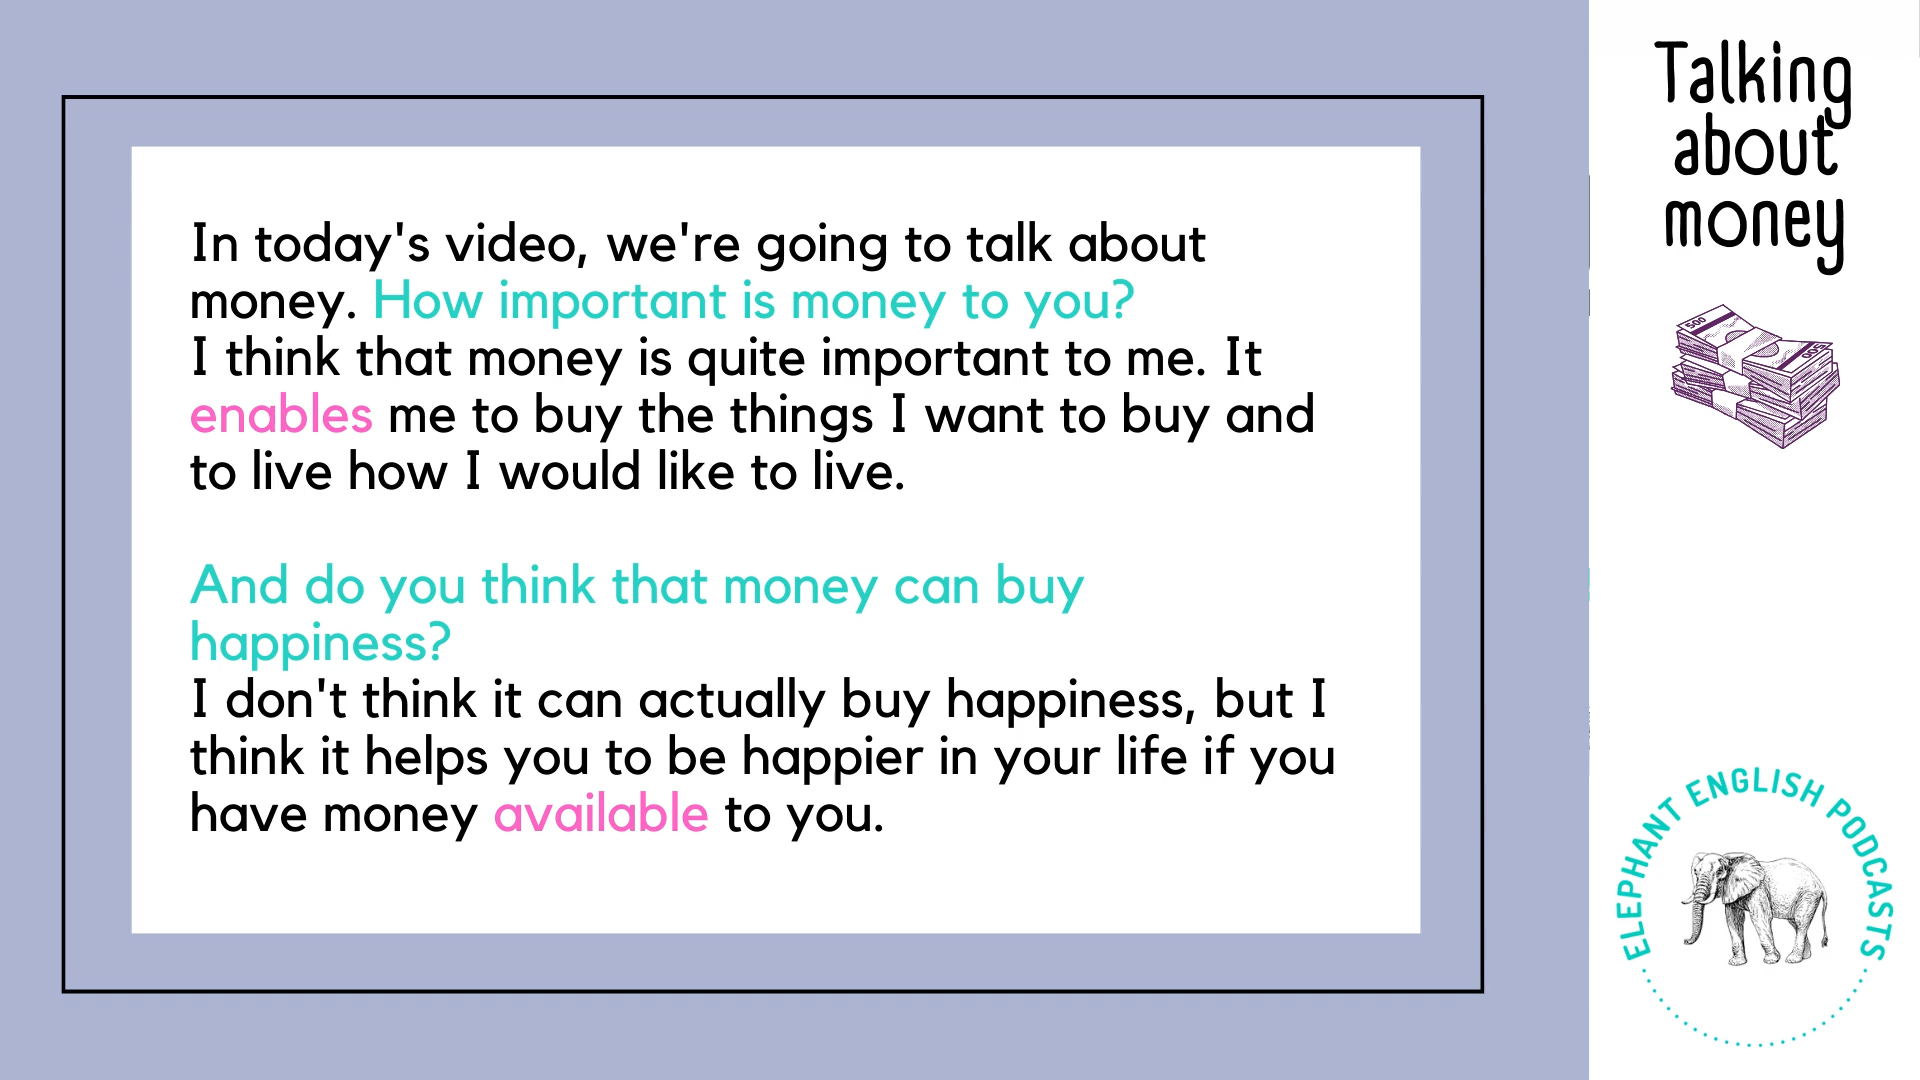 In today's video, we're going to talk about
money. How important is money to you?
I think that money is quite important to me. It
enables me to buy the things I want to buy and
to live how I would like to live.
And do you think that money can buy
happiness?
I don't think it can actually buy happiness, but I
think it helps you to be happier in your life if you
have money available to you.
Talking
about
money
500
500
ELEPHANT ENGLISH PODCASTS